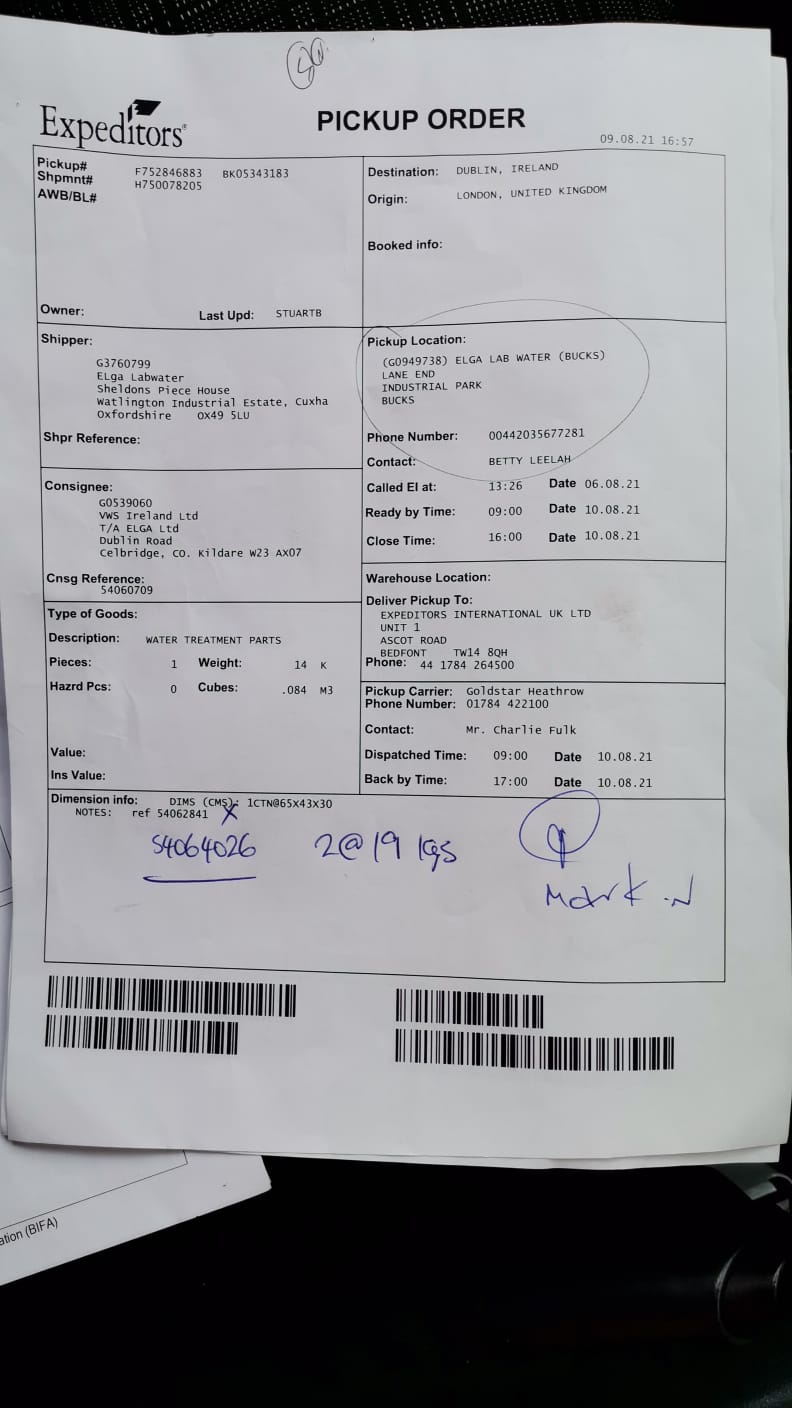 Expeditors®
PICKUP ORDER
09.08.21 16:57
Pickup# F752846883 BK05343183
Shpmnt# H750078205
AWB/BL#
Owner: Last Upd: STUARTB
Destination: DUBLIN, IRELAND
Origin: LONDON, UNITED KINGDOM
Booked info:
Shipper:
G3760799
ELga Labwater
Sheldons Piece House
Watlington Industrial Estate, Cuxha
Oxfordshire OX49 5LU
Shpr Reference:
Pickup Location:
(G0949738) ELGA LAB WATER (BUCKS)
LANE END
INDUSTRIAL PARK
BUCKS
Phone Number: 00442035677281
Contact: BETTY LEELAH
Called EI at: 13:26 Date 06.08.21
Ready by Time: 09:00 Date 10.08.21
Close Time: 16:00 Date 10.08.21
Consignee:
G0539060
VWS Ireland Ltd
T/A ELGA Ltd
Dublin Road
Celbridge, CO. Kildare W23 AX07
Cnsg Reference:
54060709
Warehouse Location:
Deliver Pickup To:
EXPEDITORS INTERNATIONAL UK LTD
UNIT 1
ASCOT ROAD
BEDFONT TW14 8QH
Phone: 44 1784 264500
Type of Goods:
Description: WATER TREATMENT PARTS
Pieces: 1 Weight: 14 K
Hazrd Pcs: 0 Cubes: .084 M3
Value:
Ins Value:
Pickup Carrier: Goldstar Heathrow
Phone Number: 01784 422100
Contact: Mr. Charlie Fulk
Dispatched Time: 09:00 Date 10.08.21
Back by Time: 17:00 Date 10.08.21
Dimension info: DIMS (CMS): 1CTN@65X43X30
NOTES: ref 54062841 X
54064026 2@19 kgs
Mark .N
ation (BIFA)